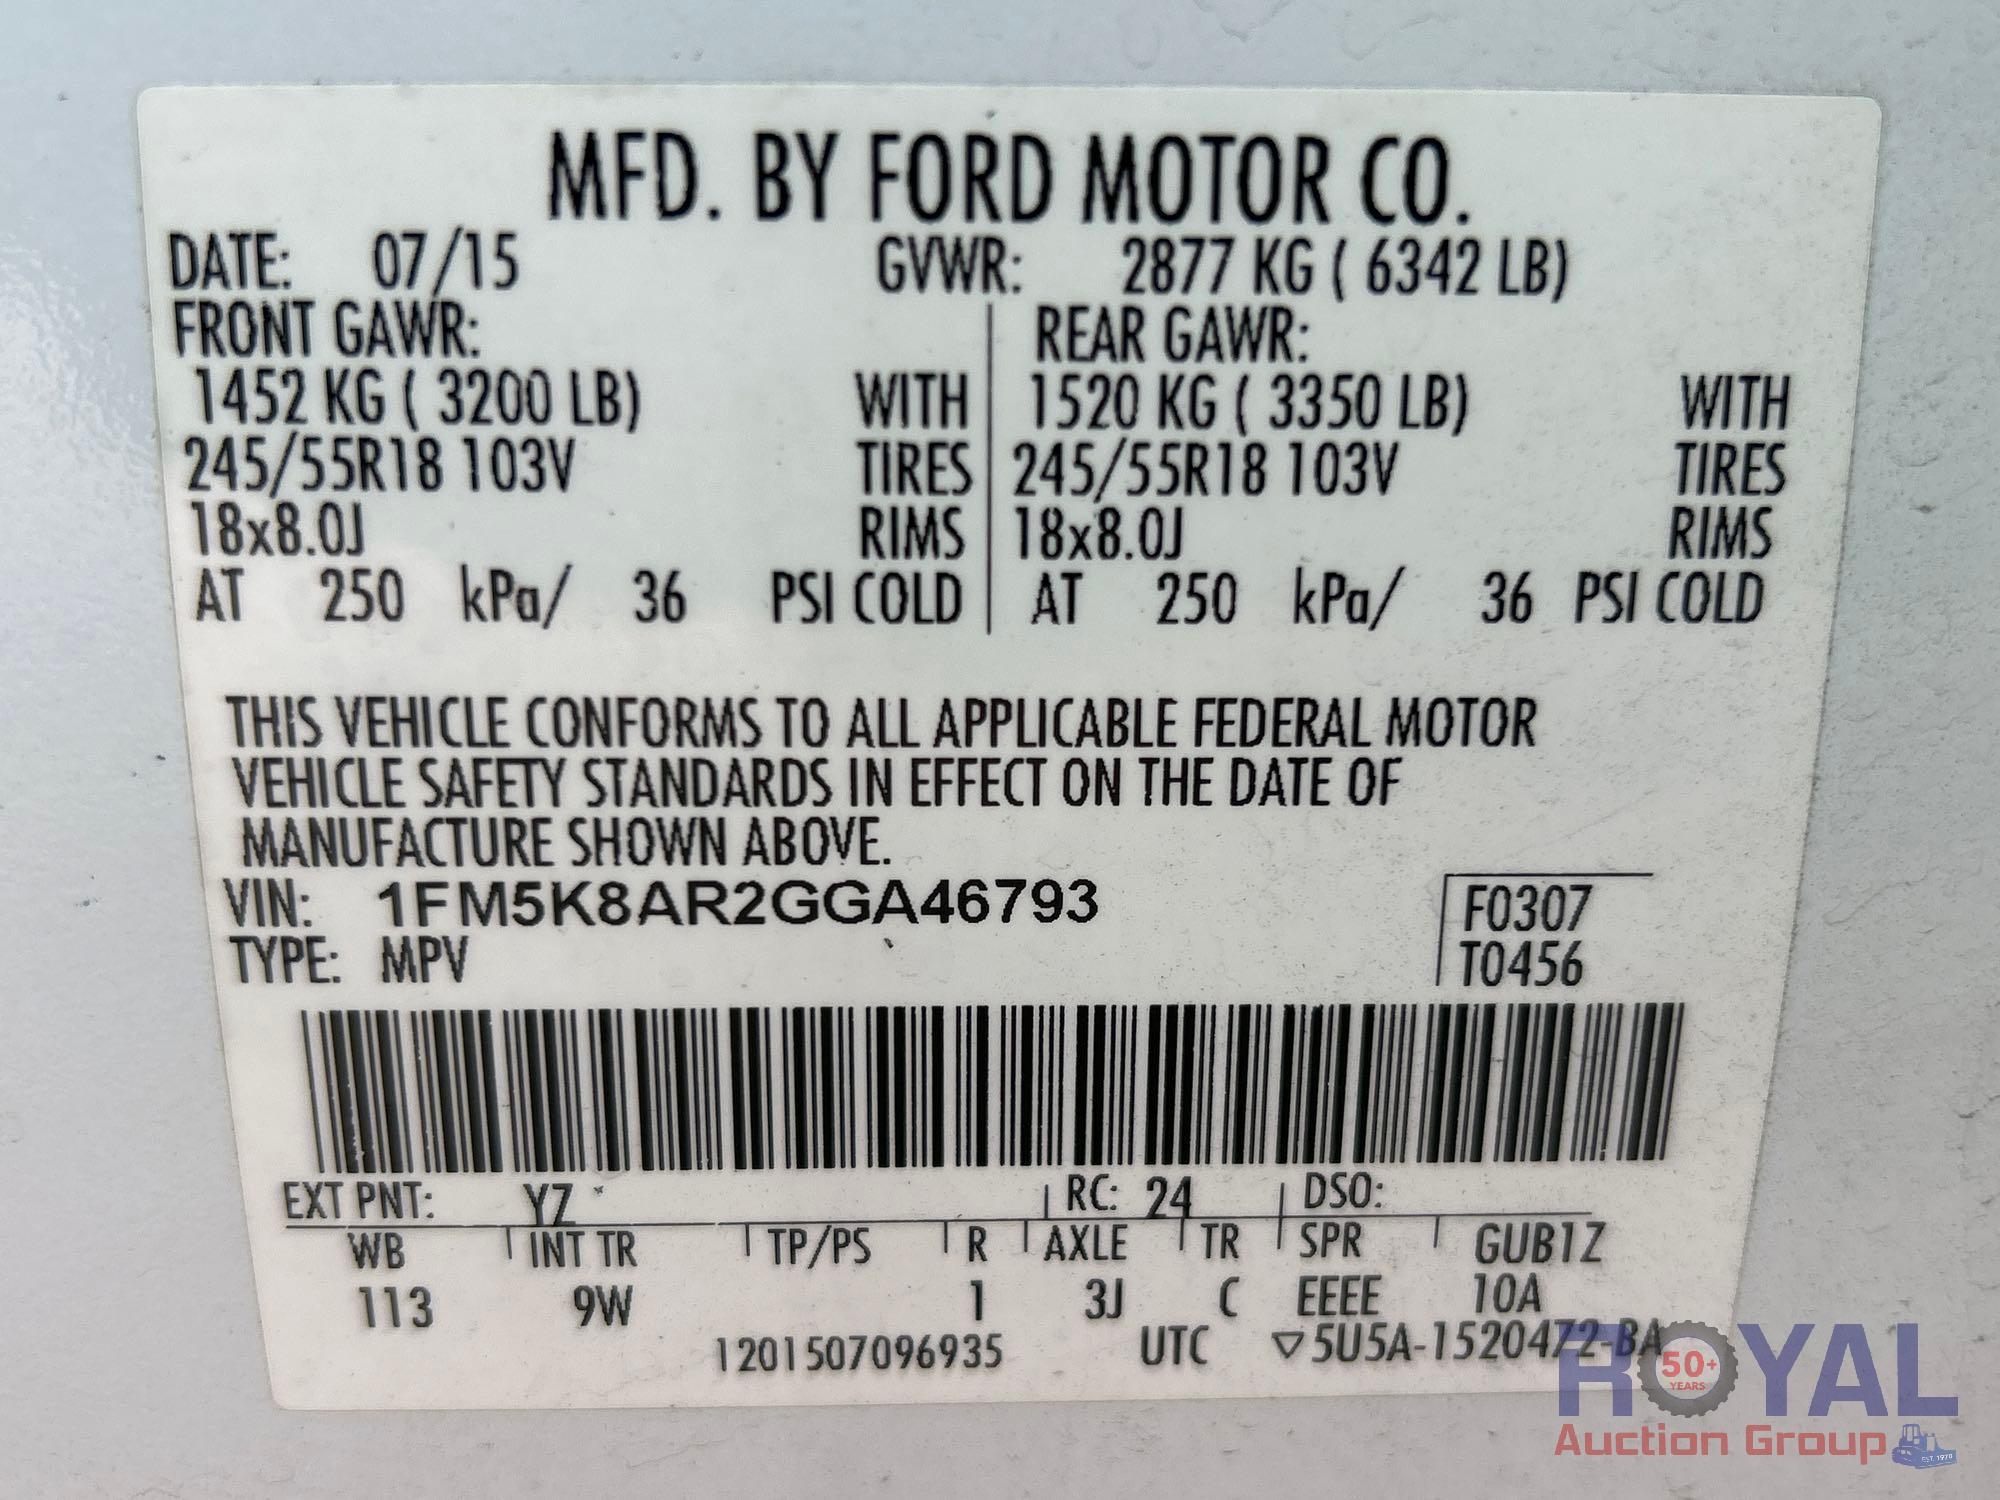 MFD. BY FORD MOTOR CO.
DATE: 07/15 GVWR: 2877 KG ( 6342 LB)
FRONT GAWR: REAR GAWR:
1452 KG ( 3200 LB) WITH 1520 KG ( 3350 LB) WITH
245/55R18 103V TIRES 245/55R18 103V TIRES
18x8.0J RIMS 18x8.0J RIMS
AT 250 kPa/ 36 PSI COLD AT 250 kPa/ 36 PSI COLD
THIS VEHICLE CONFORMS TO ALL APPLICABLE FEDERAL MOTOR
VEHICLE SAFETY STANDARDS IN EFFECT ON THE DATE OF
MANUFACTURE SHOWN ABOVE.
VIN: 1FM5K8AR2GGA46793 F0307
TYPE: MPV T0456
EXT PNT: YZ RC: 24 DSO:
WB INT TR TP/PS R AXLE TR SPR GUB1Z
113 9W 1 3J C EEEE 10A
1201507096935 UTC ▽5U5A-1520472-BA
ROYAL
50+
YEARS
Auction Group
EST. 1970